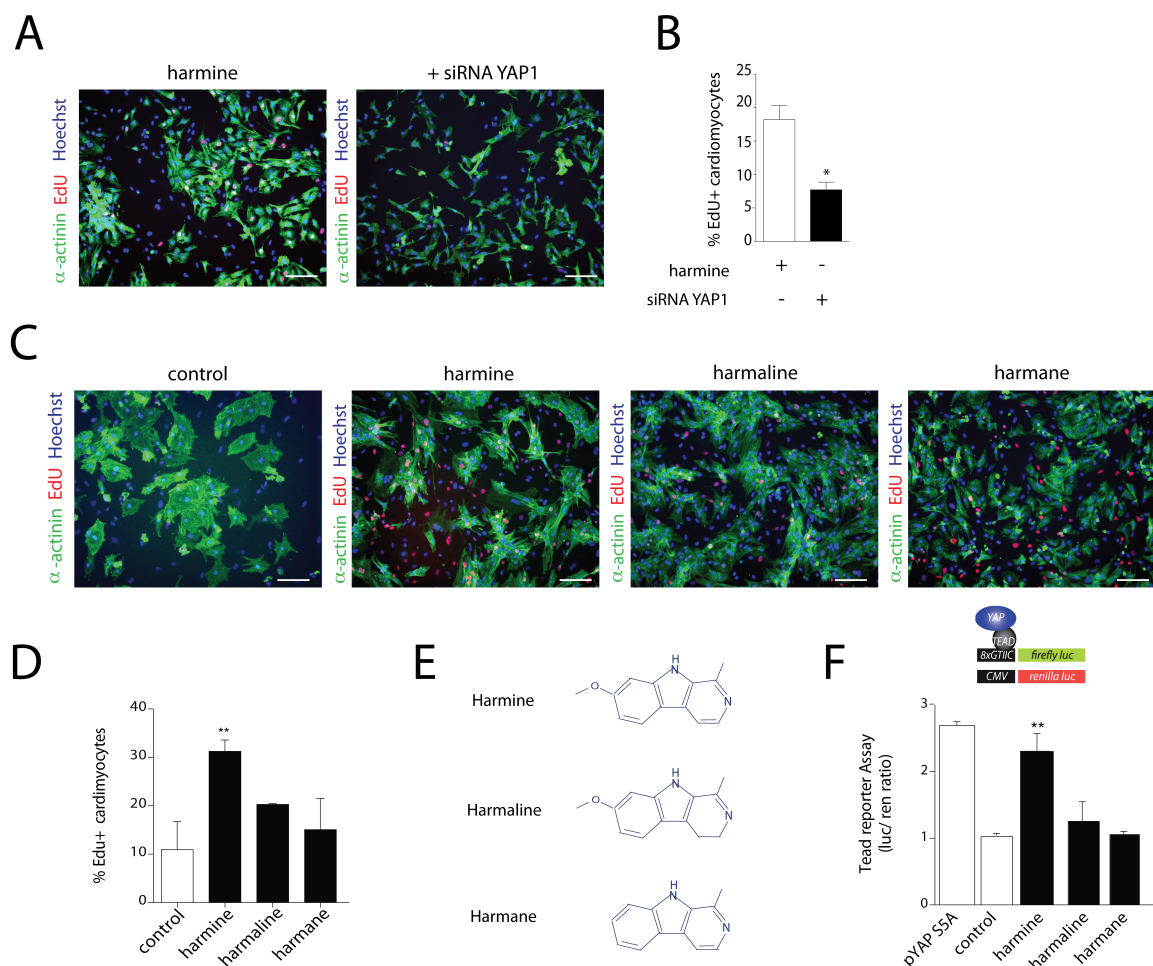 A
harmine
+ siRNA YAP1
α-actinin EdU Hoechst
α-actinin EdU Hoechst
B
% EdU+ cardiomyocytes
25
20
15
10
5
0
*
harmine + -
siRNA YAP1 - +
C
control
harmine
harmaline
harmane
α-actinin EdU Hoechst
α-actinin EdU Hoechst
α-actinin EdU Hoechst
α-actinin EdU Hoechst
D
% Edu+ cardimyocytes
40
30
20
10
0
**
control
harmine
harmaline
harmane
E
Harmine
H
N
O
N
Harmaline
H
N
O
N
Harmane
H
N
N
F
YAP
TEAD
8xGTIIC firefly luc
CMV renilla luc
Tead reporter Assay
(luc/ ren ratio)
3
2
1
0
**
pYAP S5A
control
harmine
harmaline
harmane